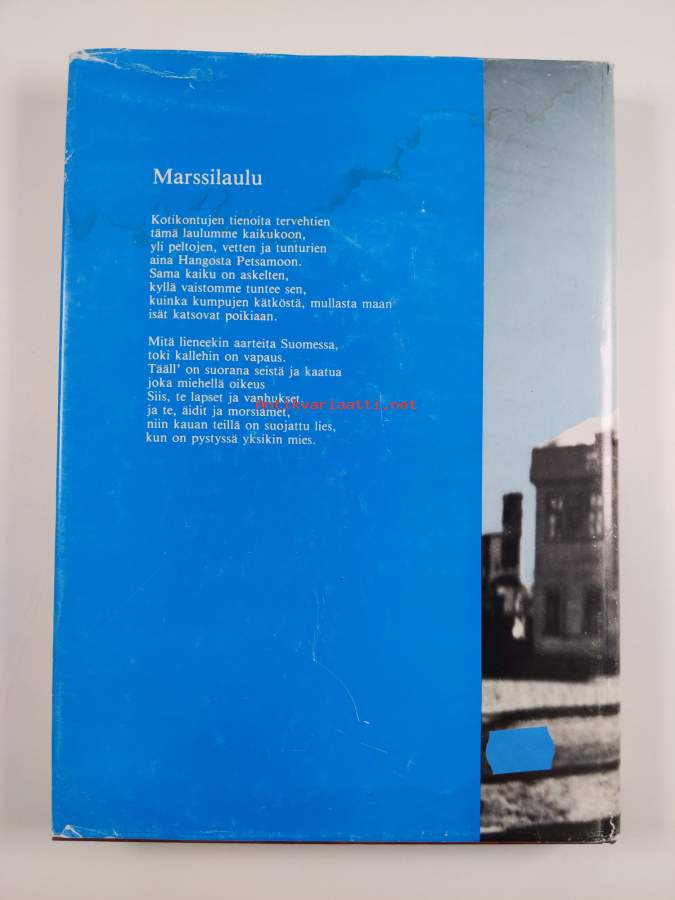 Marssilaulu
Kotikontujen tienoita tervehtien
tämä laulumme kaikukoon,
yli peltojen, vetten ja tunturien
aina Hangosta Petsamoon.
Sama kaiku on askelten,
kyllä vaistomme tuntee sen,
kuinka kumpujen kätköstä, mullasta maan
isät katsovat poikiaan.
Mitä lieneekin aarteita Suomessa,
toki kallehin on vapaus.
Tääll' on suorana seistä ja kaatua
joka miehellä oikeus
Siis, te lapset ja vanhukset
Antikvariaatti.net
ja te, äidit ja morsiamet,
niin kauan teillä on suojattu lies,
kun on pystyssä yksikin mies.